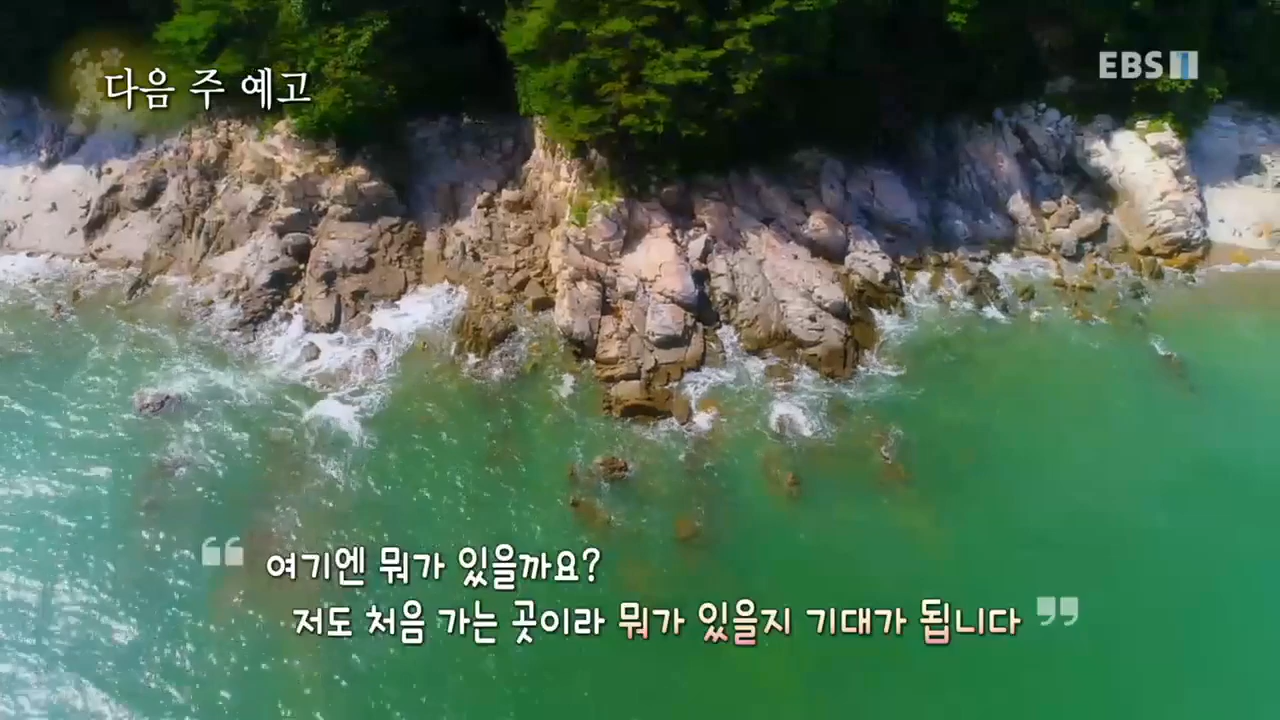 다음 주 예고
EBS 1
“ 여기엔 뭐가 있을까요?
저도 처음 가는 곳이라 뭐가 있을지 기대가 됩니다 ”